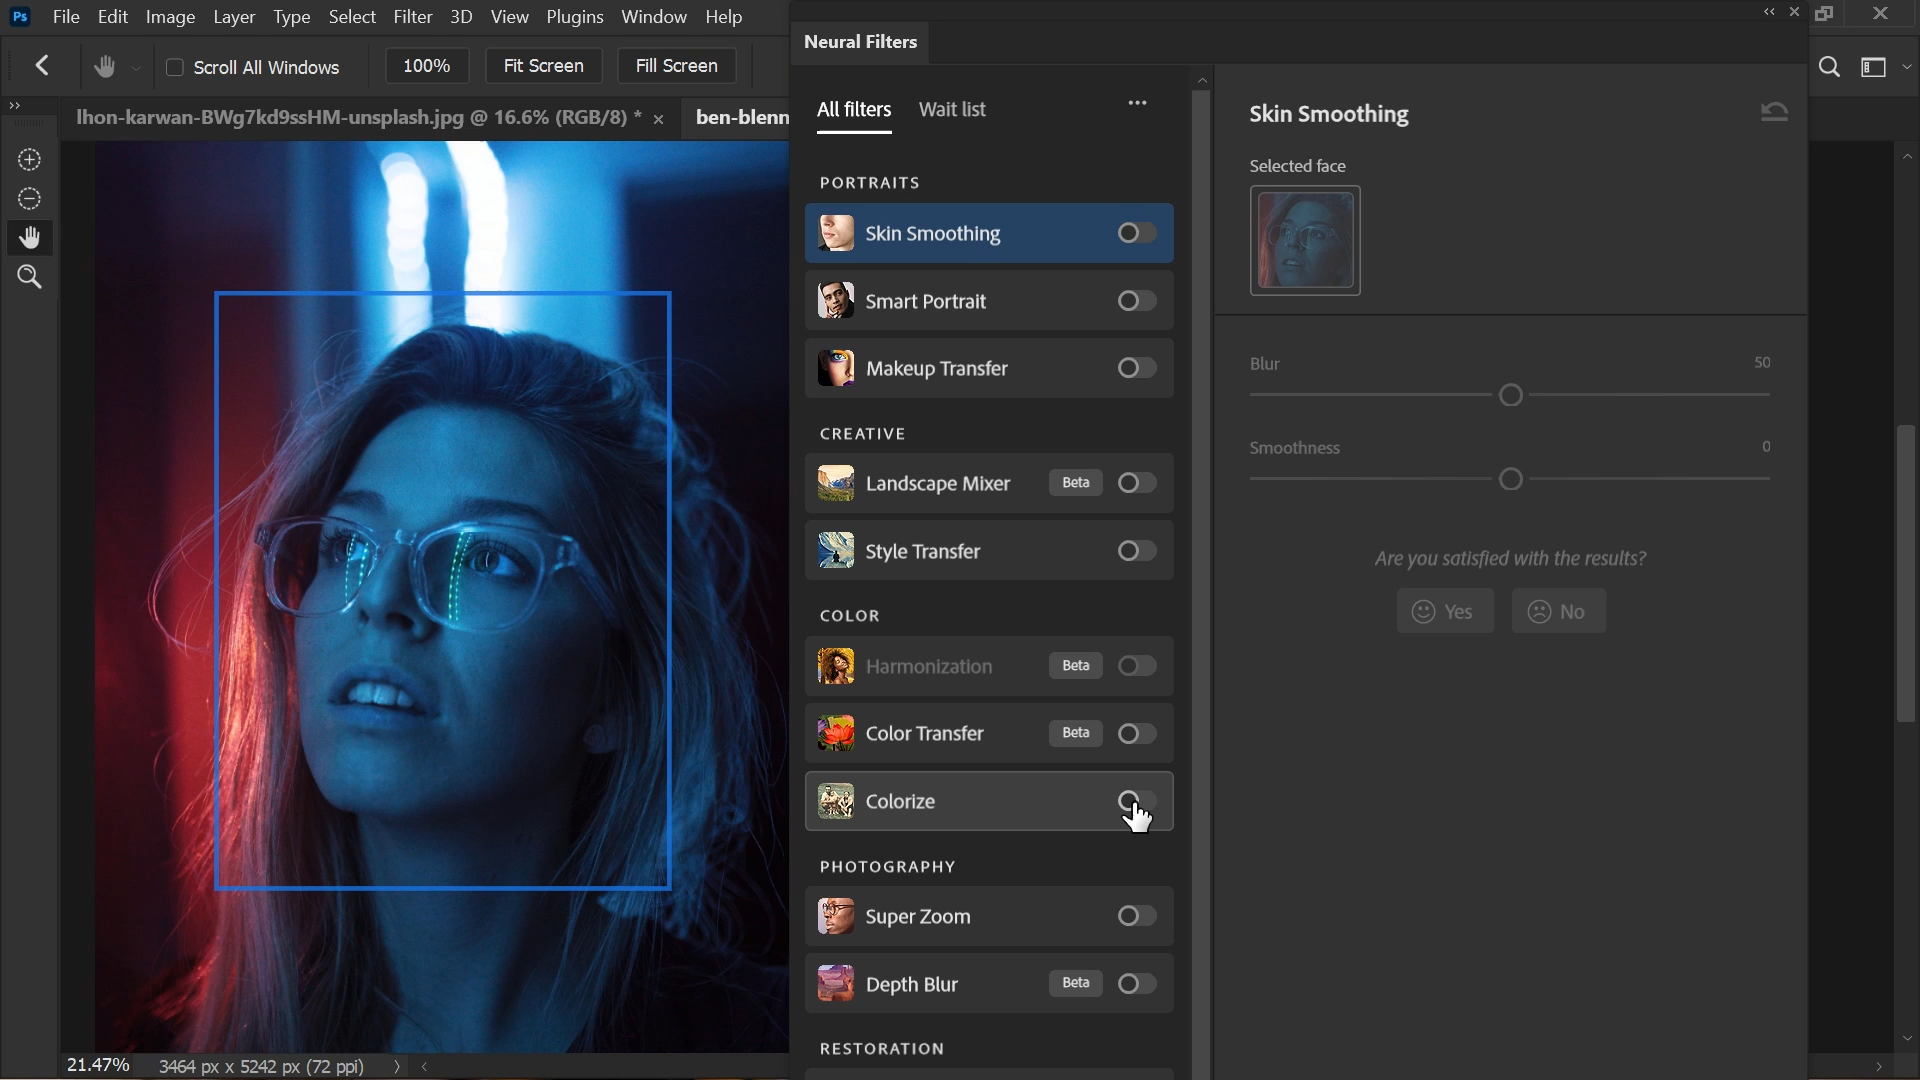 Ps File Edit Image Layer Type Select Filter 3D View Plugins Window Help
Scroll All Windows 100% Fit Screen Fill Screen
lhon-karwan-BWg7kd9ssHM-unsplash.jpg @ 16.6% (RGB/8) *
ben-blenn
Neural Filters
All filters Wait list
PORTRAITS
Skin Smoothing
Smart Portrait
Makeup Transfer
CREATIVE
Landscape Mixer Beta
Style Transfer
COLOR
Harmonization Beta
Color Transfer Beta
Colorize
PHOTOGRAPHY
Super Zoom
Depth Blur Beta
RESTORATION
Skin Smoothing
Selected face
Blur 50
Smoothness 0
Are you satisfied with the results?
Yes No
21.47% 3464 px x 5242 px (72 ppi)